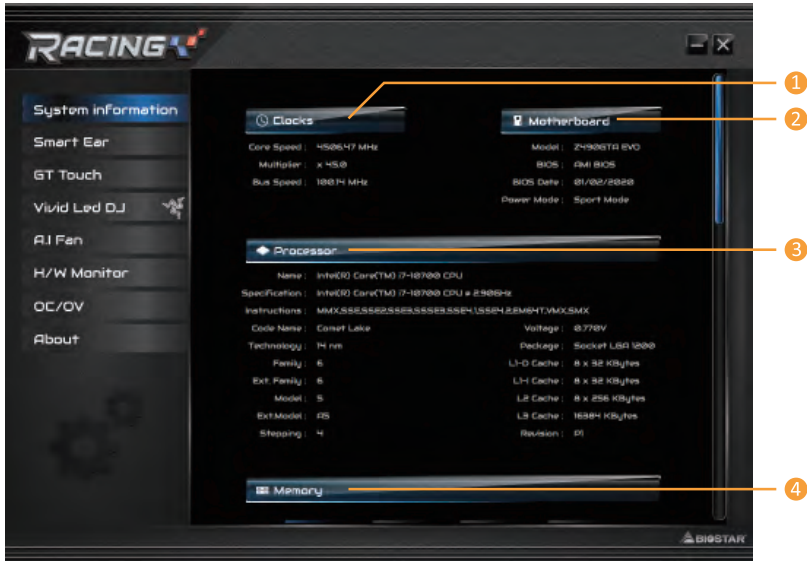 RACING
System information
Smart Ear
GT Touch
Vivid Led DJ
A.I Fan
H/W Monitor
OC/OV
About
Clocks
Core Speed : 4506.47 MHz
Multiplier : x 45.0
Bus Speed : 100.14 MHz
1
Motherboard
Model : Z490GTA EVO
BIOS : AMI BIOS
BIOS Date : 01/02/2020
Power Mode : Sport Mode
2
Processor
3
Name : Intel(R) Core(TM) i7-10700 CPU
Specification : Intel(R) Core(TM) i7-10700 CPU @ 2.90GHz
Instructions : MMX,SSE,SSE2,SSE3,SSSE3,SSE4.1,SSE4.2,EM64T,VMX,SMX
Code Name : Comet Lake
Technology : 14 nm
Family : 6
Ext. Family : 6
Model : 5
Ext.Model : A5
Stepping : 4
Voltage : 0.770V
Package : Socket LGA 1200
L1-D Cache : 8 x 32 KBytes
L1-I Cache : 8 x 32 KBytes
L2 Cache : 8 x 256 KBytes
L3 Cache : 16384 KBytes
Revision :
Memory
4
BIOSTAR